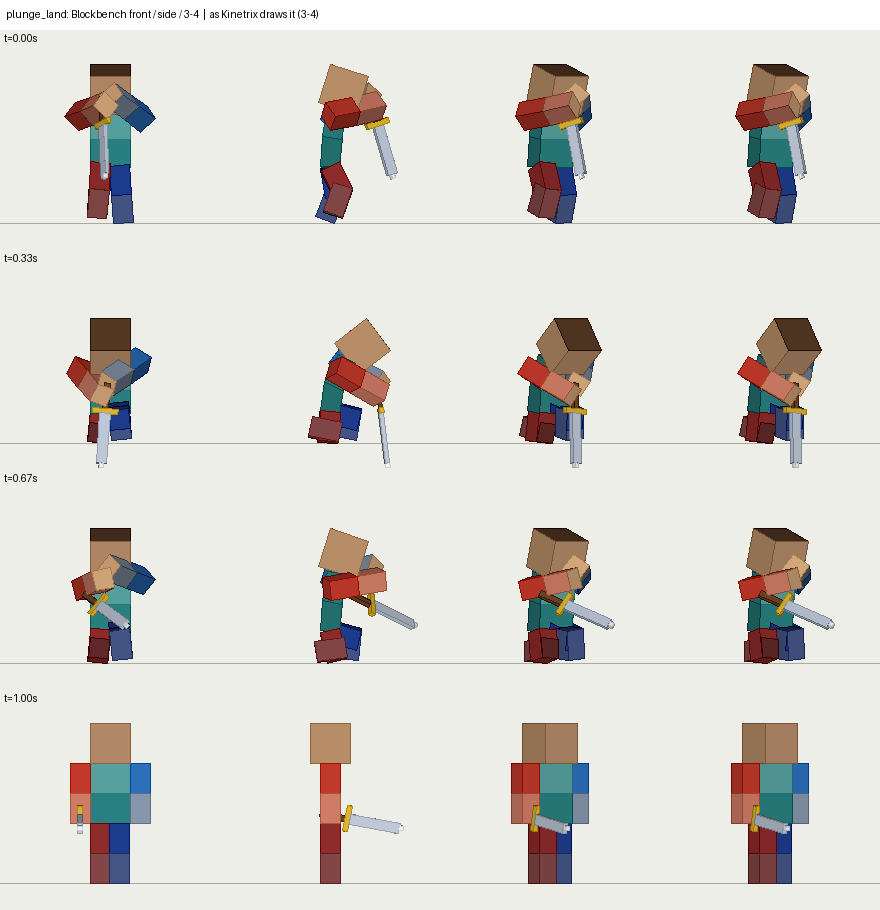 plunge_land: Blockbench front / side / 3-4 | as Kinetrix draws it (3-4)
t=0.00s
t=0.33s
t=0.67s
t=1.00s